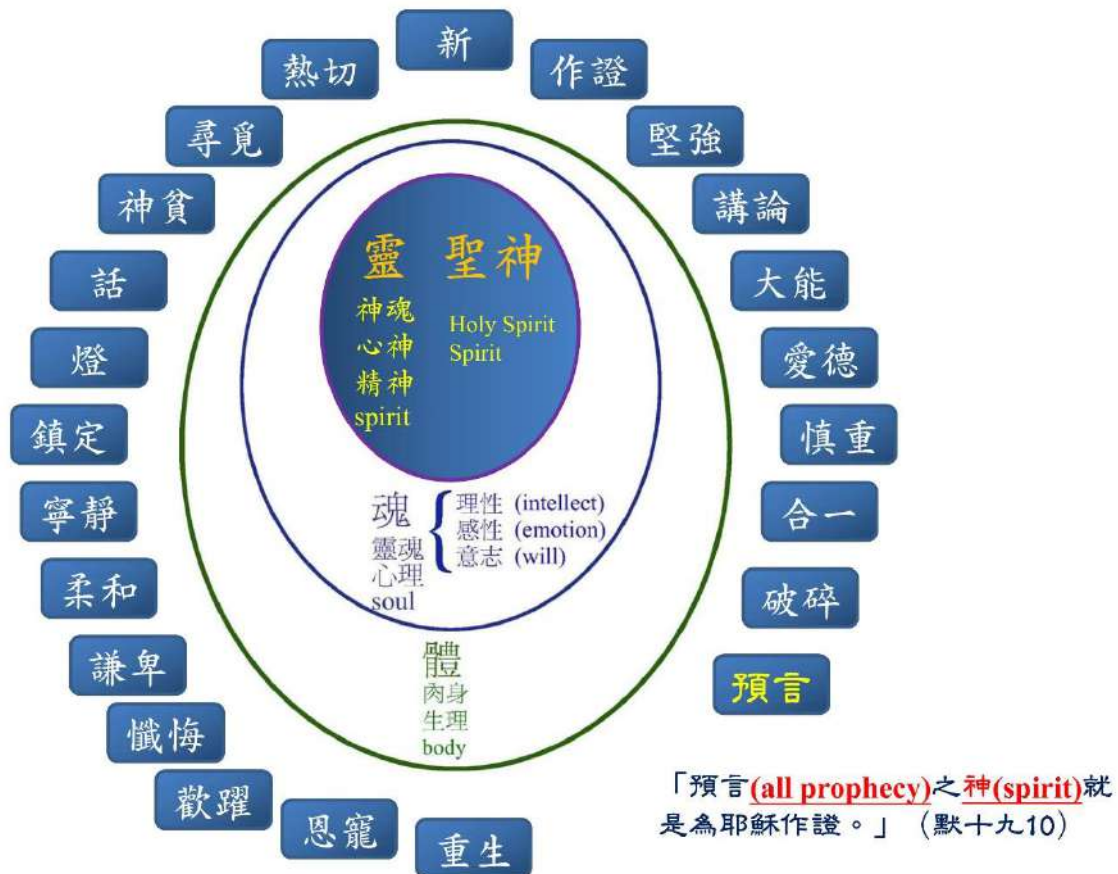 新
熱切
作證
尋覓
堅強
神貧
講論
話
大能
燈
愛德
鎮定
慎重
寧靜
合一
柔和
破碎
謙卑
預言
懺悔
歡躍
恩寵
重生
靈 聖神
神魂
心神
精神
spirit
Holy Spirit
Spirit
魂
靈魂
心理
soul
理性 (intellect)
感性 (emotion)
意志 (will)
體
肉身
生理
body
「預言(all prophecy)之神(spirit)就
是為耶穌作證。」（默十九10）